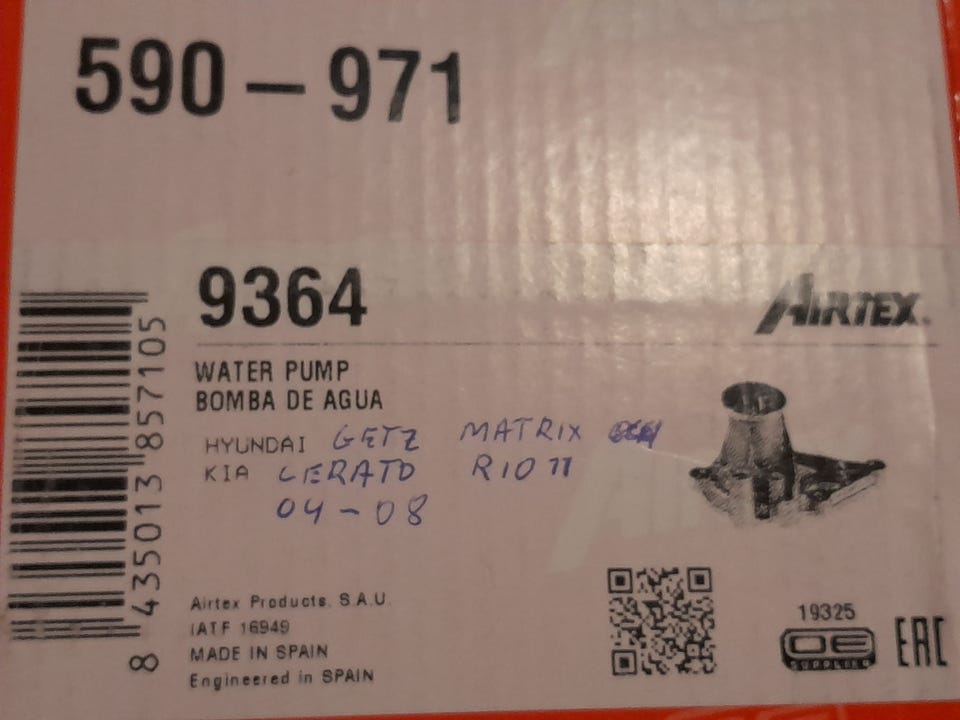 590 - 971
9364
AIRTEX.
WATER PUMP
BOMBA DE AGUA
HYUNDAI GETZ MATRIX
KIA CERATO RIO II
04-08
8 435013 857105
Airtex Products, S.A.U.
IATF 16949
MADE IN SPAIN
Engineered in SPAIN
19325
OE
SUPPLIER
EAC